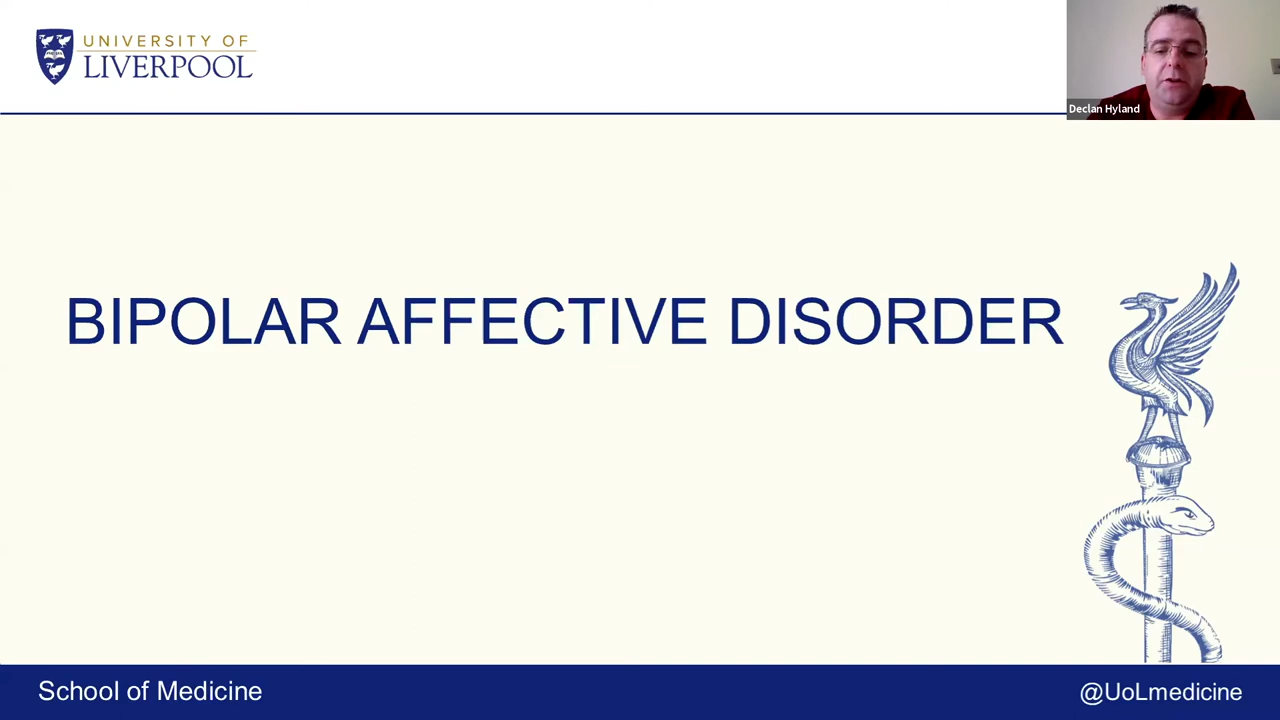 UNIVERSITY OF
LIVERPOOL
Declan Hyland
BIPOLAR AFFECTIVE DISORDER
School of Medicine
@UoLmedicine